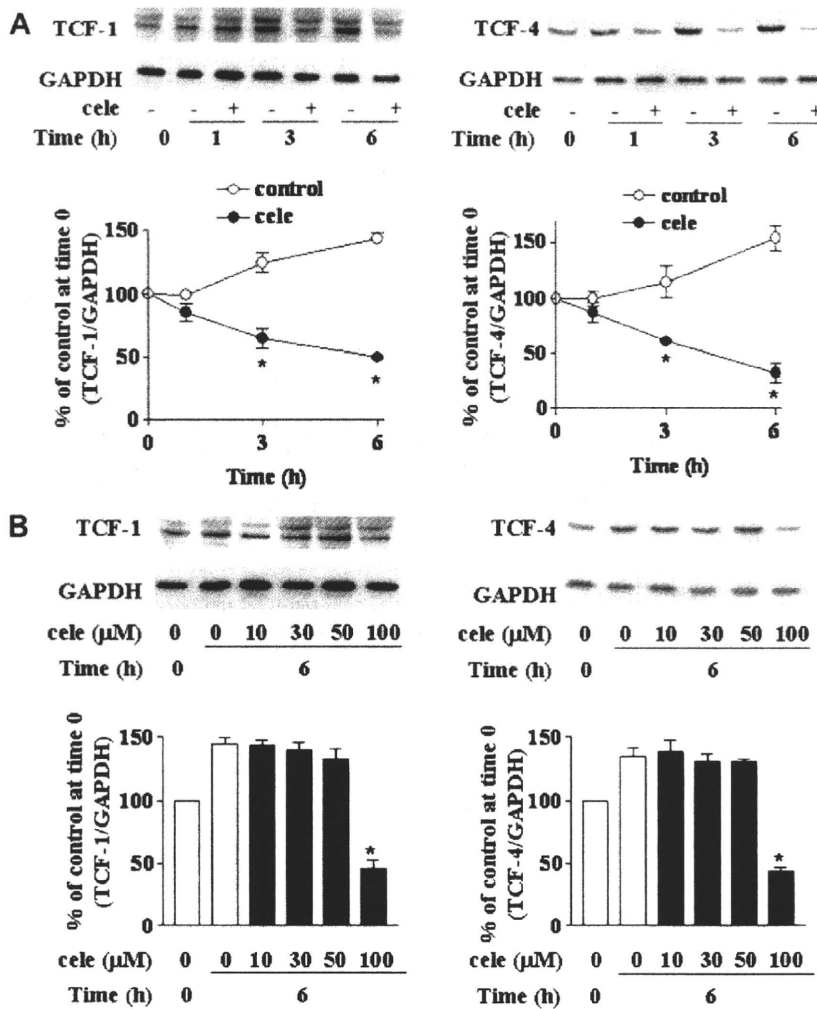 A
TCF-1
GAPDH
cele - - + - + - +
Time (h) 0 1 3 6
TCF-4
GAPDH
cele - - + - + - +
Time (h) 0 1 3 6
control
cele
% of control at time 0
(TCF-1/GAPDH)
150
100
50
0
0 3 6
Time (h)
*
*
control
cele
% of control at time 0
(TCF-4/GAPDH)
150
100
50
0
0 3 6
Time (h)
*
*
B
TCF-1
GAPDH
cele (µM) 0 0 10 30 50 100
Time (h) 0 6
TCF-4
GAPDH
cele (µM) 0 0 10 30 50 100
Time (h) 0 6
% of control at time 0
(TCF-1/GAPDH)
150
100
50
0
*
cele (µM) 0 0 10 30 50 100
Time (h) 0 6
% of control at time 0
(TCF-4/GAPDH)
150
100
50
0
*
cele (µM) 0 0 10 30 50 100
Time (h) 0 6